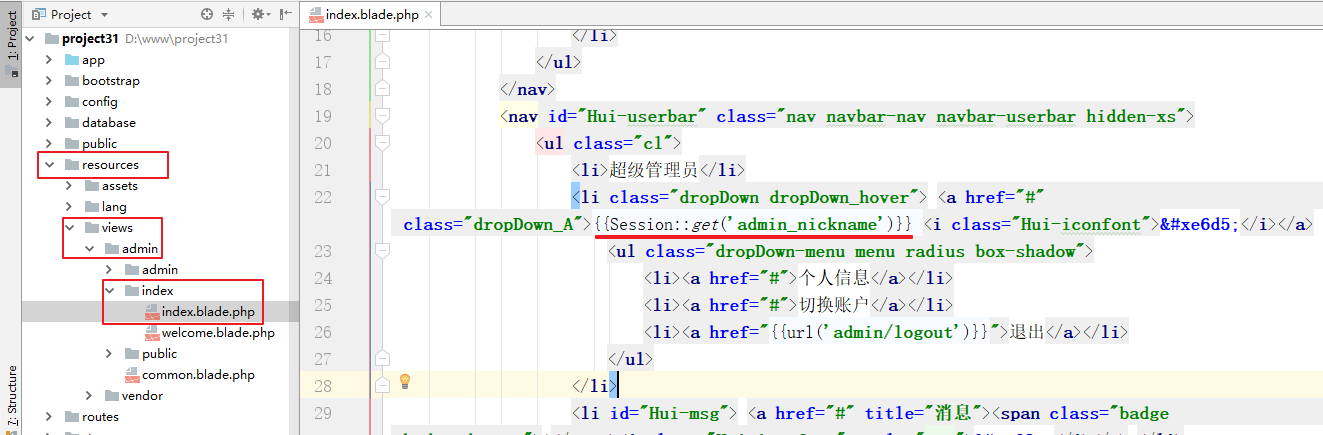 Project
index.blade.php
1: Project
7: Structure
project31 D:\www\project31
app
bootstrap
config
database
public
resources
assets
lang
views
admin
admin
index
index.blade.php
welcome.blade.php
public
common.blade.php
vendor
routes
16 </li>
17 </ul>
18 </nav>
19 <nav id="Hui-userbar" class="nav navbar-nav navbar-userbar hidden-xs">
20 <ul class="cl">
21 <li>超级管理员</li>
22 <li class="dropDown dropDown_hover"> <a href="#"
class="dropDown_A">{{Session::get('admin_nickname')}} <i class="Hui-iconfont">&#xe6d5;</i></a>
23 <ul class="dropDown-menu menu radius box-shadow">
24 <li><a href="#">个人信息</a></li>
25 <li><a href="#">切换账户</a></li>
26 <li><a href="{{url('admin/logout')}}">退出</a></li>
27 </ul>
28 </li>
29 <li id="Hui-msg"> <a href="#" title="消息"><span class="badge